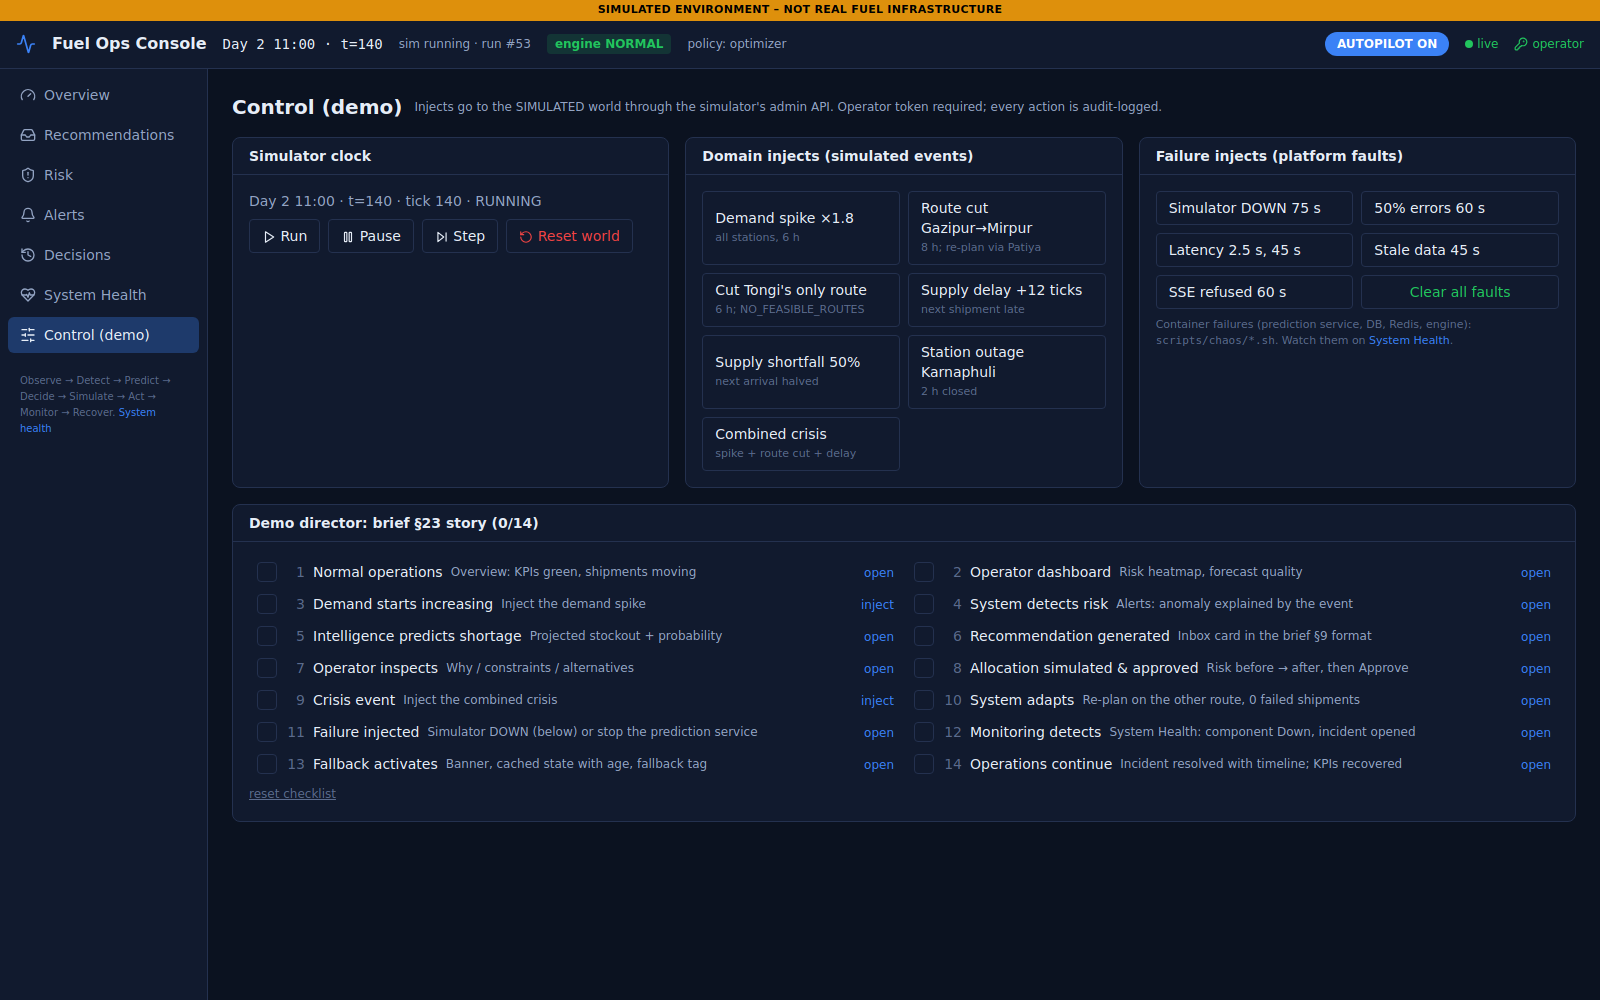 SIMULATED ENVIRONMENT – NOT REAL FUEL INFRASTRUCTURE
Fuel Ops Console
Day 2 11:00 · t=140
sim running · run #53
engine NORMAL
policy: optimizer
AUTOPILOT ON
live
operator
Overview
Recommendations
Risk
Alerts
Decisions
System Health
Control (demo)
Observe → Detect → Predict →
Decide → Simulate → Act →
Monitor → Recover. System
health
Control (demo)
Injects go to the SIMULATED world through the simulator's admin API. Operator token required; every action is audit-logged.
Simulator clock
Day 2 11:00 · t=140 · tick 140 · RUNNING
Run
Pause
Step
Reset world
Domain injects (simulated events)
Demand spike ×1.8
all stations, 6 h
Route cut
Gazipur→Mirpur
8 h; re-plan via Patiya
Cut Tongi's only route
6 h; NO_FEASIBLE_ROUTES
Supply delay +12 ticks
next shipment late
Supply shortfall 50%
next arrival halved
Station outage
Karnaphuli
2 h closed
Combined crisis
spike + route cut + delay
Failure injects (platform faults)
Simulator DOWN 75 s
50% errors 60 s
Latency 2.5 s, 45 s
Stale data 45 s
SSE refused 60 s
Clear all faults
Container failures (prediction service, DB, Redis, engine):
scripts/chaos/*.sh. Watch them on System Health.
Demo director: brief §23 story (0/14)
1 Normal operations Overview: KPIs green, shipments moving open
2 Operator dashboard Risk heatmap, forecast quality open
3 Demand starts increasing Inject the demand spike inject
4 System detects risk Alerts: anomaly explained by the event open
5 Intelligence predicts shortage Projected stockout + probability open
6 Recommendation generated Inbox card in the brief §9 format open
7 Operator inspects Why / constraints / alternatives open
8 Allocation simulated & approved Risk before → after, then Approve open
9 Crisis event Inject the combined crisis inject
10 System adapts Re-plan on the other route, 0 failed shipments open
11 Failure injected Simulator DOWN (below) or stop the prediction service open
12 Monitoring detects System Health: component Down, incident opened open
13 Fallback activates Banner, cached state with age, fallback tag open
14 Operations continue Incident resolved with timeline; KPIs recovered open
reset checklist